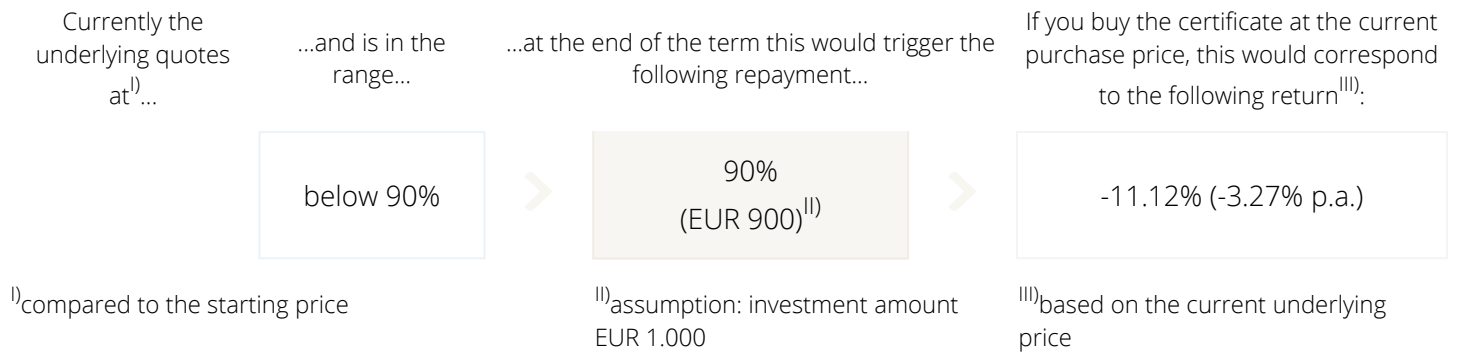 Currently the
underlying quotes
at^I)...
...and is in the
range...
...at the end of the term this would trigger the
following repayment...
If you buy the certificate at the current
purchase price, this would correspond
to the following return^III):
below 90%
90%
(EUR 900)^II)
-11.12% (-3.27% p.a.)
^I)compared to the starting price
^II)assumption: investment amount
EUR 1.000
^III)based on the current underlying
price